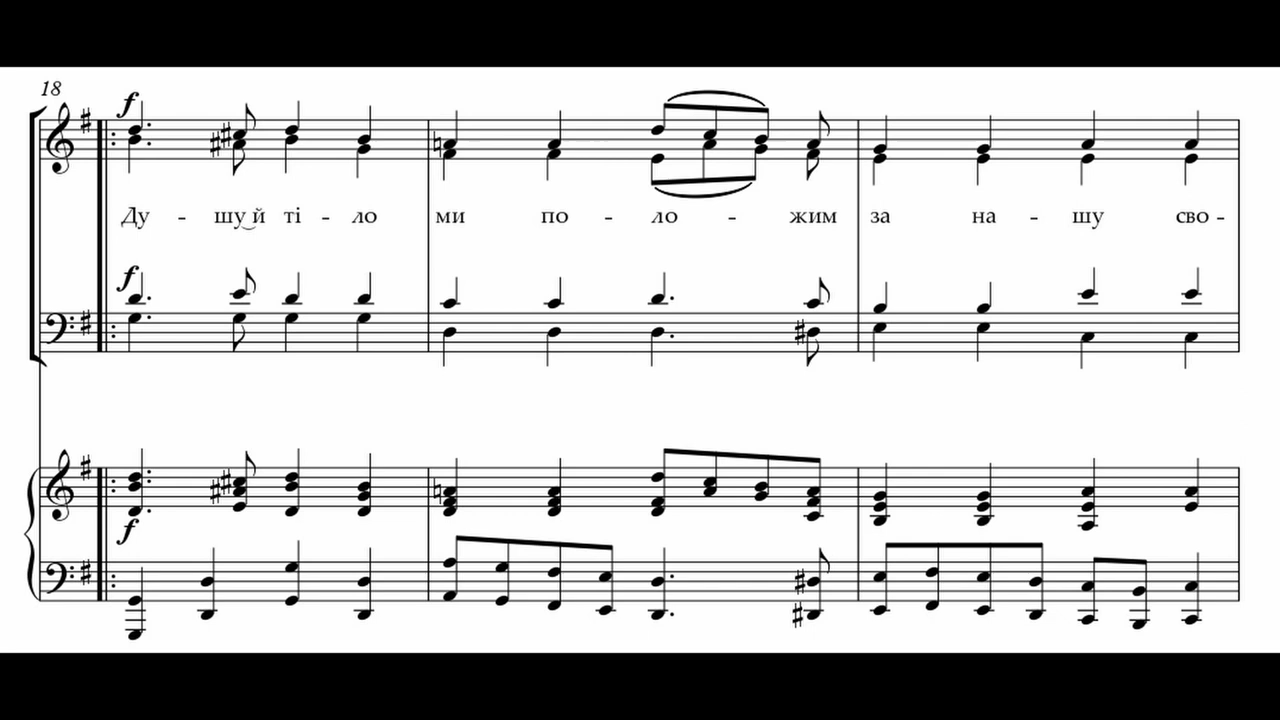 18
f
Ду - шу‿й ті - ло ми по - ло - жим за на - шу сво -
f
f